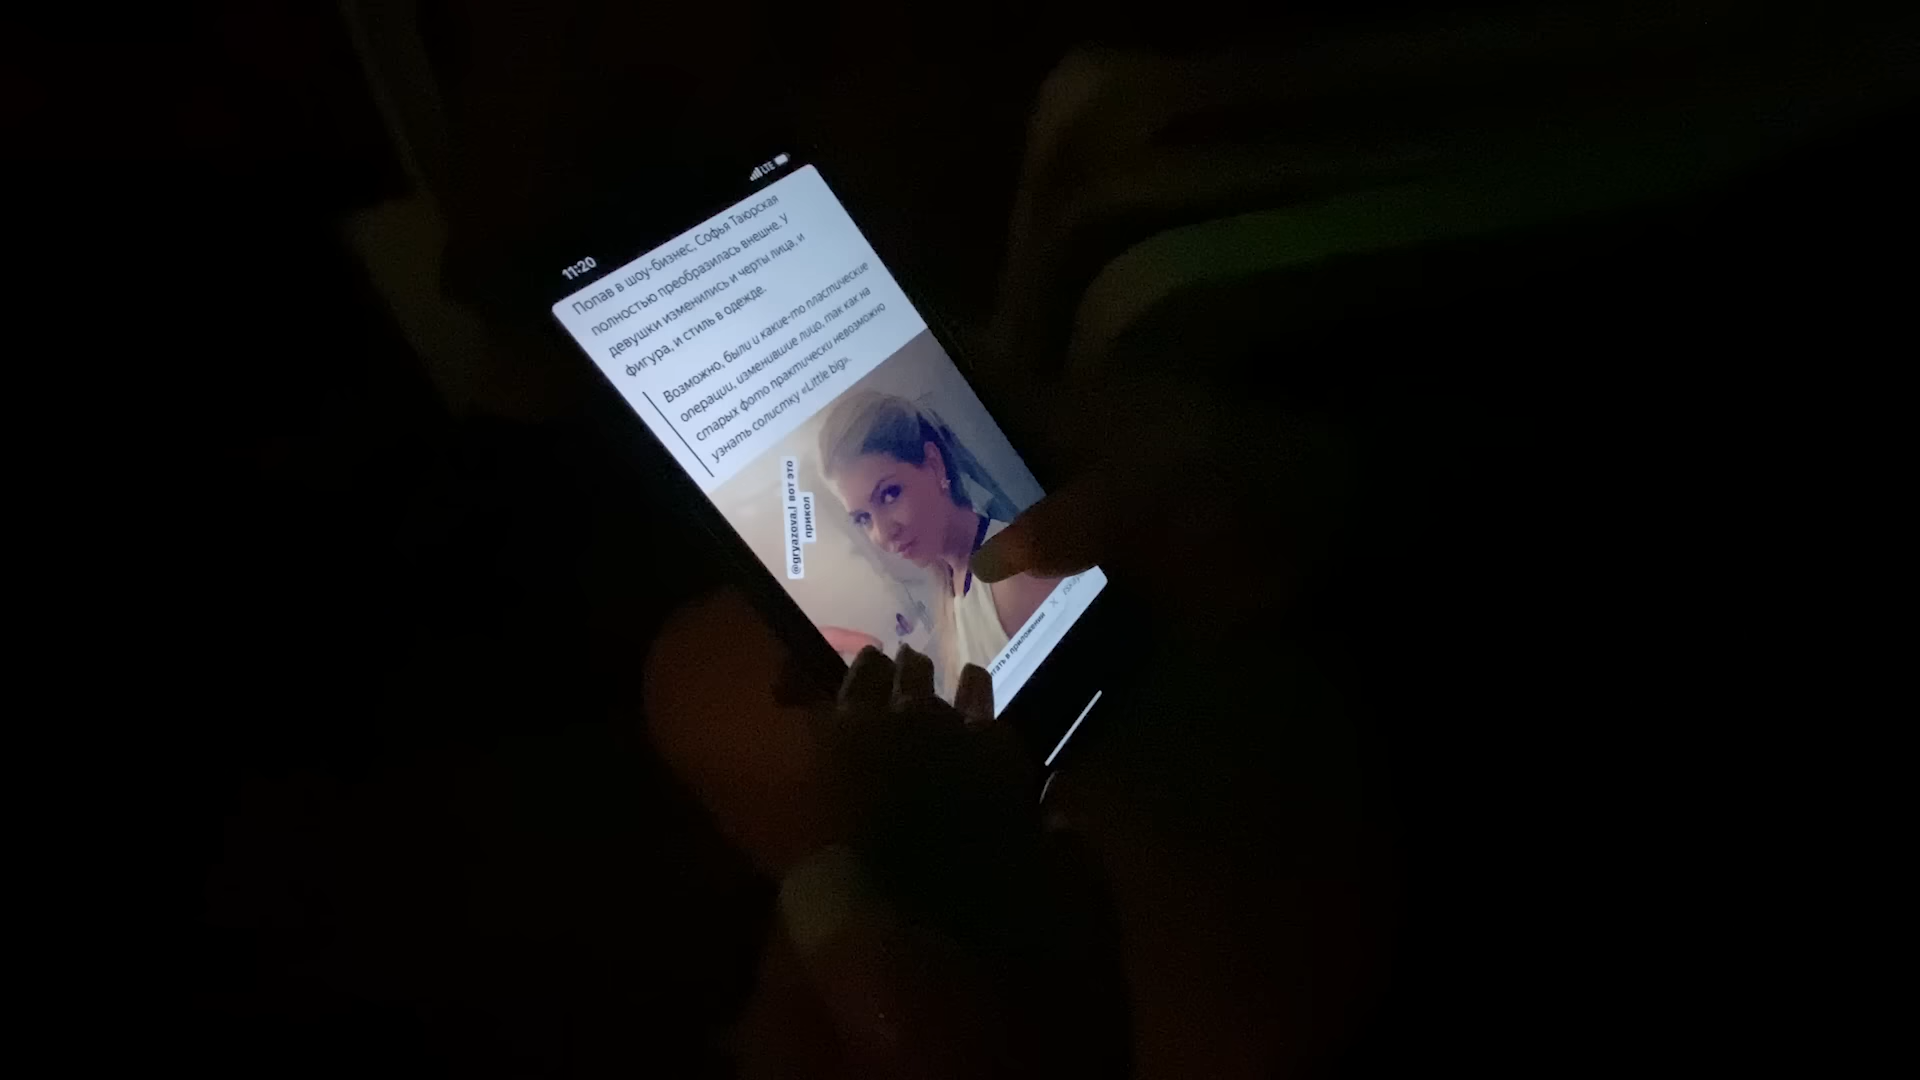 11:20
LTE
Попав в шоу-бизнес, Софья Таюрская
полностью преобразилась внешне. У
девушки изменились и черты лица, и
фигура, и стиль в одежде.
Возможно, были и какие-то пластические
операции, изменившие лицо, так как на
старых фото практически невозможно
узнать солистку «Little big».
@gryazova.l вот это
прикол
в приложении